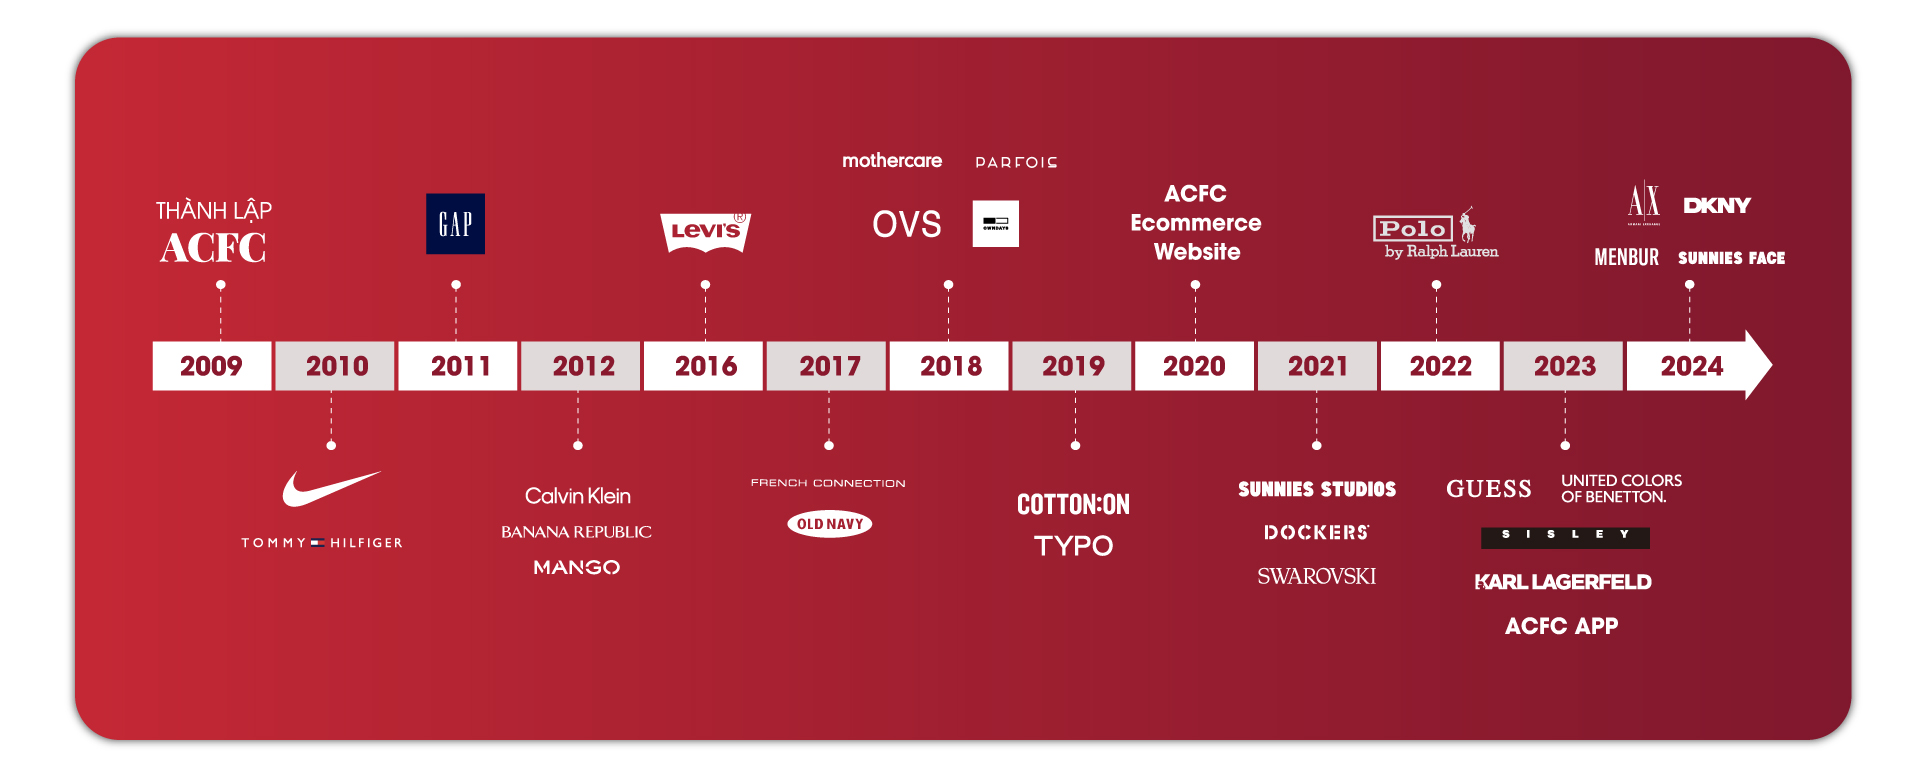 mothercare
PARFOIS
THÀNH LẬP
ACFC
GAP
LEVI'S®
OVS
OWNDAYS
ACFC
Ecommerce
Website
Polo
by Ralph Lauren
A|X
DKNY
MENBUR
SUNNIES FACE
2009
2010
2011
2012
2016
2017
2018
2019
2020
2021
2022
2023
2024
TOMMY HILFIGER
Calvin Klein
BANANA REPUBLIC
MANGO
FRENCH CONNECTION
OLD NAVY
COTTON:ON
TYPO
SUNNIES STUDIOS
DOCKERS
SWAROVSKI
GUESS
UNITED COLORS
OF BENETTON.
SISLEY
KARL LAGERFELD
ACFC APP